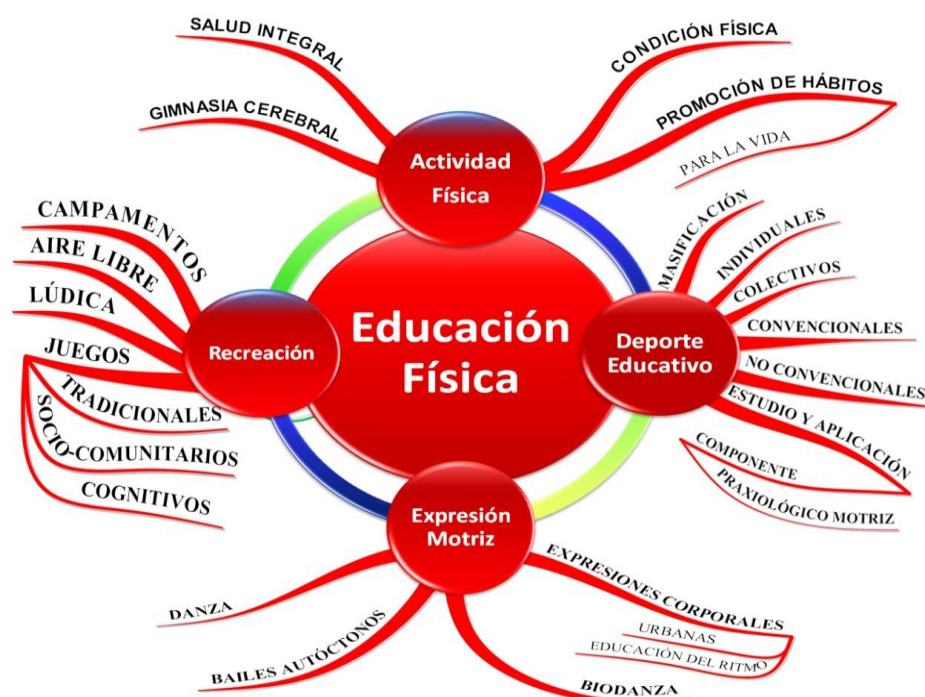 SALUD INTEGRAL
GIMNASIA CEREBRAL
CONDICIÓN FÍSICA
PROMOCIÓN DE HÁBITOS
PARA LA VIDA
Actividad
Física
CAMPAMENTOS
AIRE LIBRE
LÚDICA
JUEGOS
TRADICIONALES
SOCIO-COMUNITARIOS
COGNITIVOS
Recreación
Educación
Física
Deporte
Educativo
MASIFICACIÓN
INDIVIDUALES
COLECTIVOS
CONVENCIONALES
NO CONVENCIONALES
ESTUDIO Y APLICACIÓN
COMPONENTE
PRAXIOLÓGICO MOTRIZ
Expresión
Motriz
DANZA
BAILES AUTÓCTONOS
BIODANZA
EXPRESIONES CORPORALES
URBANAS
EDUCACIÓN DEL RITMO